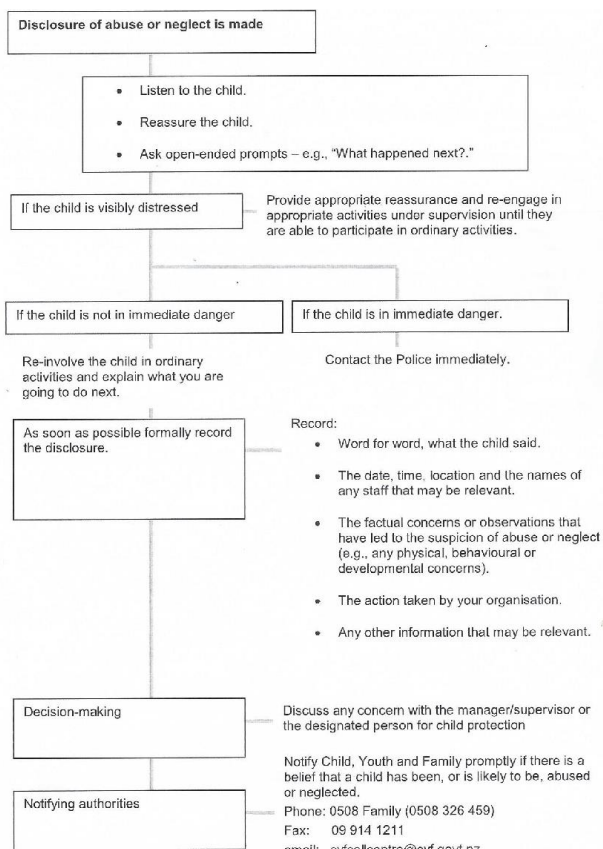 Disclosure of abuse or neglect is made
• Listen to the child.
• Reassure the child.
• Ask open-ended prompts – e.g., "What happened next?."
If the child is visibly distressed
Provide appropriate reassurance and re-engage in
appropriate activities under supervision until they
are able to participate in ordinary activities.
If the child is not in immediate danger
If the child is in immediate danger.
Re-involve the child in ordinary
activities and explain what you are
going to do next.
Contact the Police immediately.
As soon as possible formally record
the disclosure.
Record:
• Word for word, what the child said.
• The date, time, location and the names of
any staff that may be relevant.
• The factual concerns or observations that
have led to the suspicion of abuse or neglect
(e.g., any physical, behavioural or
developmental concerns).
• The action taken by your organisation.
• Any other information that may be relevant.
Decision-making
Discuss any concern with the manager/supervisor or
the designated person for child protection
Notifying authorities
Notify Child, Youth and Family promptly if there is a
belief that a child has been, or is likely to be, abused
or neglected.
Phone: 0508 Family (0508 326 459)
Fax: 09 914 1211
email: